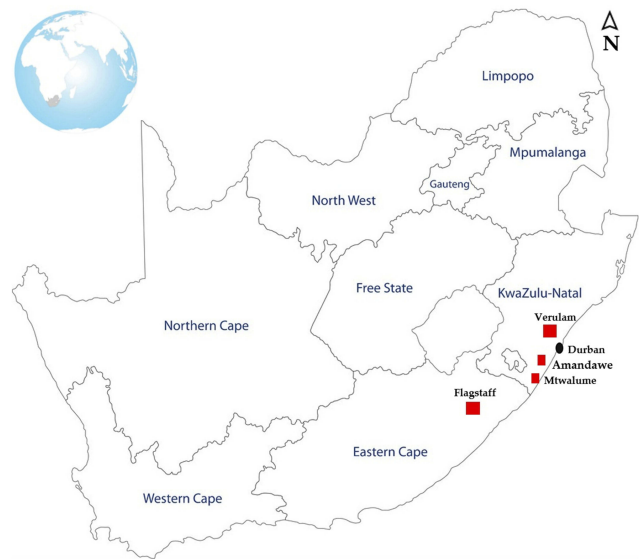 N
Limpopo
Mpumalanga
Gauteng
North West
Free State
KwaZulu-Natal
Northern Cape
Verulam
Durban
Amandawe
Mtwalume
Flagstaff
Eastern Cape
Western Cape